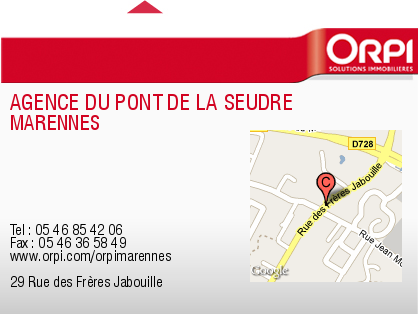 ORPI
SOLUTIONS IMMOBILIÈRES
AGENCE DU PONT DE LA SEUDRE
MARENNES
D728
C
Rue des Frères Jabouille
Rue Jean Mo
Google
Tel : 05 46 85 42 06
Fax : 05 46 36 58 49
www.orpi.com/orpimarennes
29 Rue des Frères Jabouille